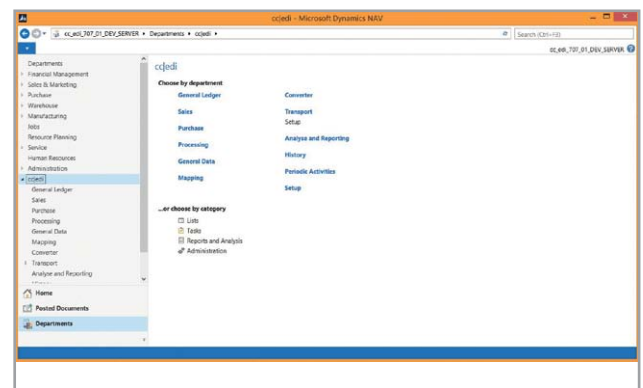 cc|edi - Microsoft Dynamics NAV
cc_edi_707_01_DEV_SERVER ▸ Departments ▸ cc|edi ▸
Search (Ctrl+F3)
cc_edi_707_01_DEV_SERVER
Departments
Financial Management
Sales & Marketing
Purchase
Warehouse
Manufacturing
Jobs
Resource Planning
Service
Human Resources
Administration
cc|edi
General Ledger
Sales
Purchase
Processing
General Data
Mapping
Converter
Transport
Analyse and Reporting
Home
Posted Documents
Departments
cc|edi
Choose by department
General Ledger
Sales
Purchase
Processing
General Data
Mapping
Converter
Transport
Setup
Analyse and Reporting
History
Periodic Activities
Setup
...or choose by category
Lists
Tasks
Reports and Analysis
Administration